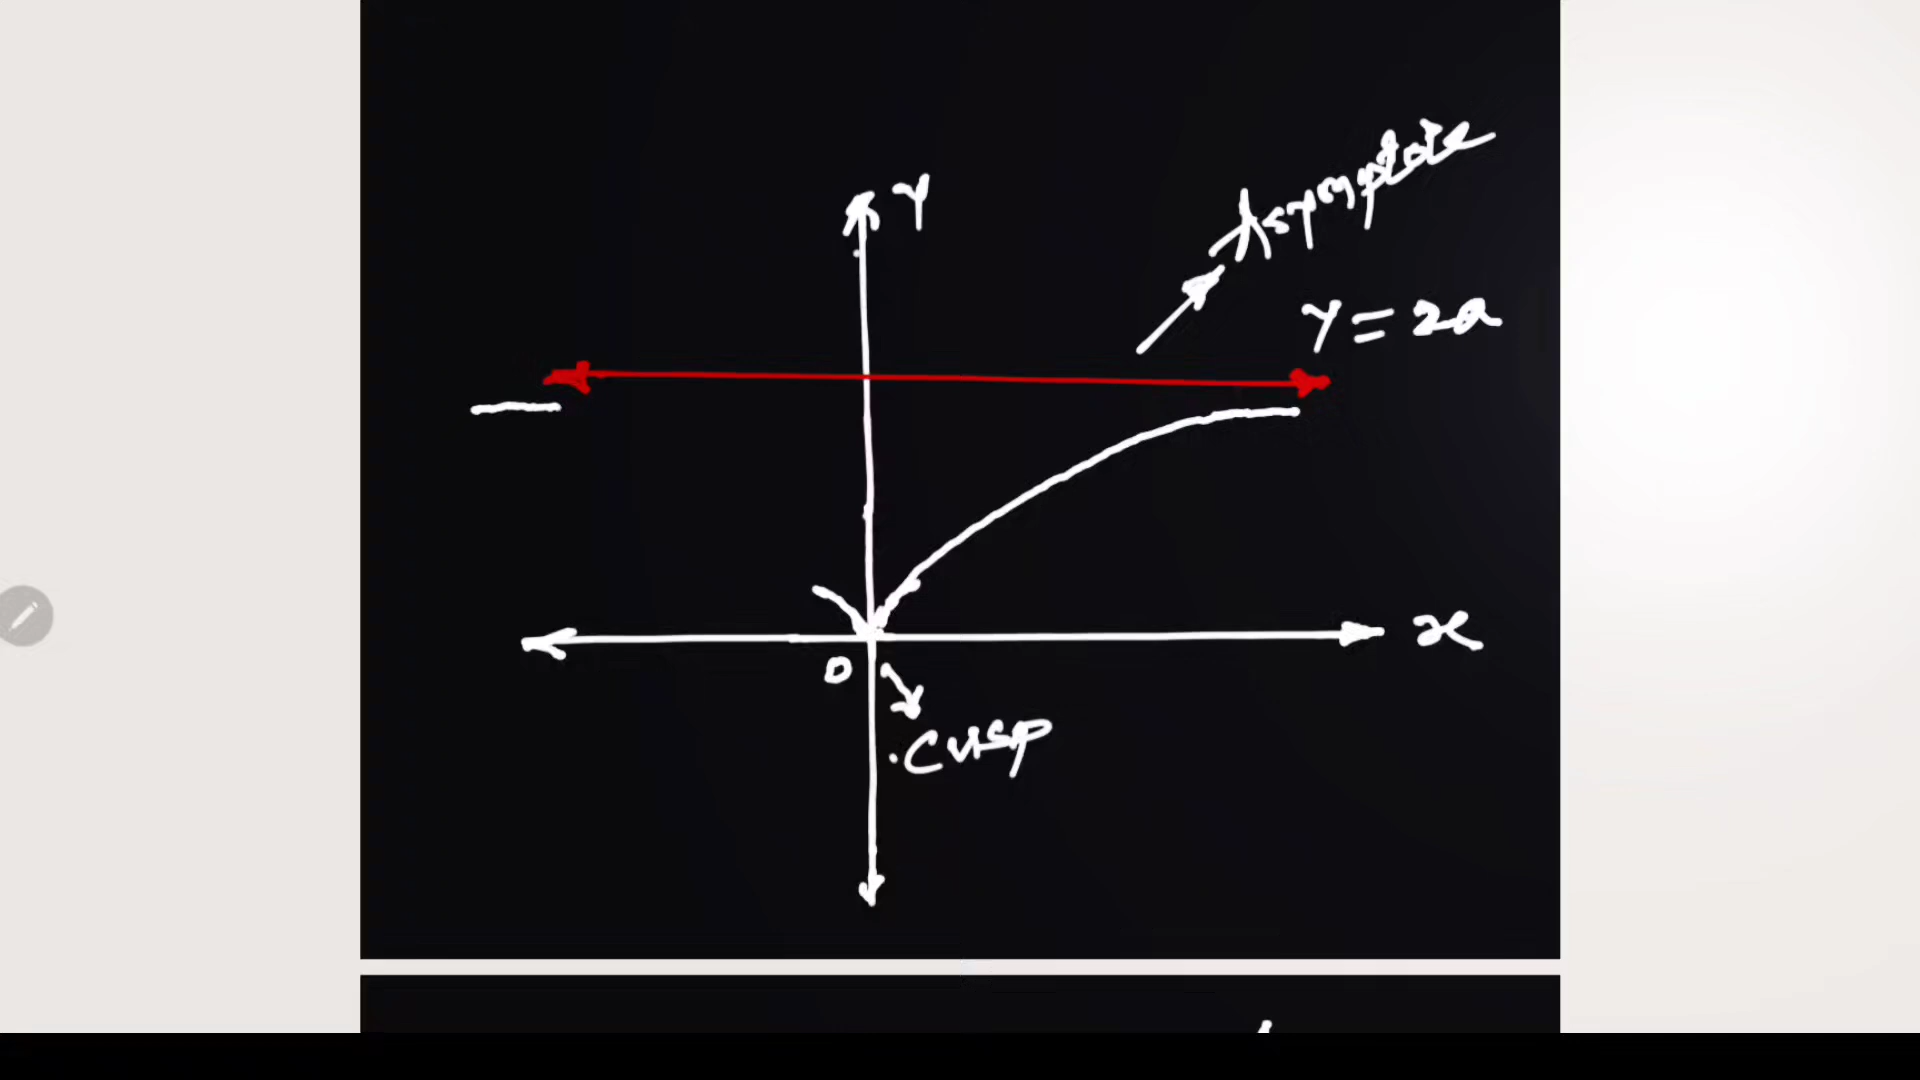 Y
Asymptote
Y = 2a
x
O
.Cusp